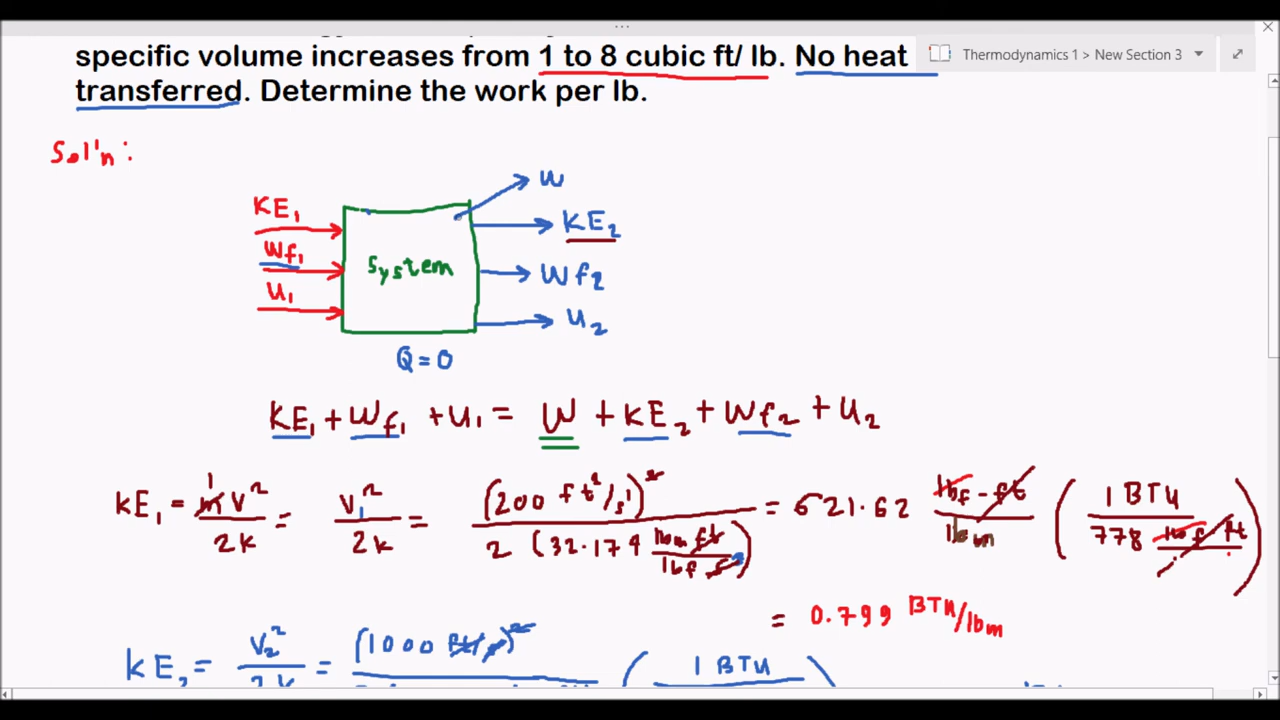 specific volume increases from 1 to 8 cubic ft/ lb. No heat
Thermodynamics 1 > New Section 3
transferred. Determine the work per lb.
Sol'n :
W
KE₁
KE₂
Wf₁
System
Wf₂
U₁
U₂
Q = 0
KE₁ + Wf₁ + U₁ = W + KE₂ + Wf₂ + U₂
KE₁ = 1 m V² / 2k = V₁² / 2k = (200 ft/s)² / 2 (32.174 lbm ft / lbf s²) = 621.62 lbf - ft / lbm (1 BTU / 778 lbf ft)
= 0.799 BTU/lbm
KE₂ = V₂² / 2k = (1000 ft/s)² ( 1 BTU )